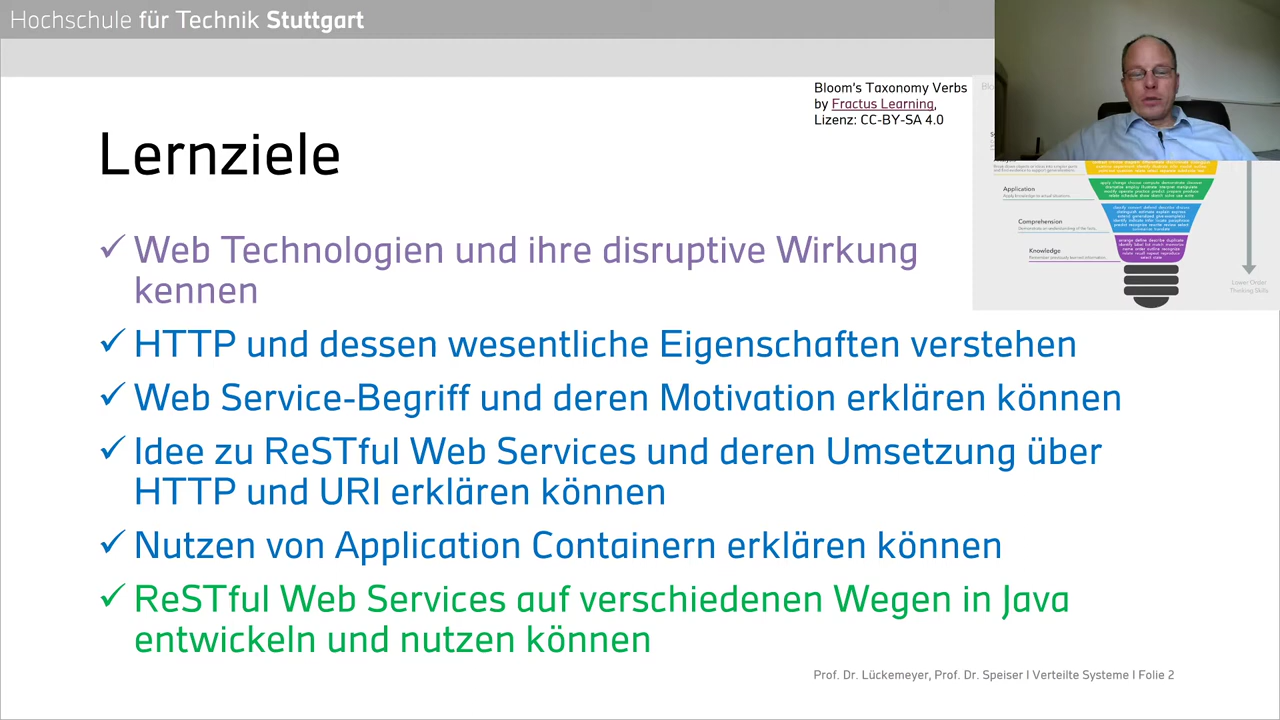 Hochschule für Technik Stuttgart
Bloom's Taxonomy Verbs
by Fractus Learning,
Lizenz: CC-BY-SA 4.0
Lernziele
✓ Web Technologien und ihre disruptive Wirkung
kennen
✓ HTTP und dessen wesentliche Eigenschaften verstehen
✓ Web Service-Begriff und deren Motivation erklären können
✓ Idee zu ReSTful Web Services und deren Umsetzung über
HTTP und URI erklären können
✓ Nutzen von Application Containern erklären können
✓ ReSTful Web Services auf verschiedenen Wegen in Java
entwickeln und nutzen können
Application
Comprehension
Knowledge
Lower Order
Thinking Skills
Prof. Dr. Lückemeyer, Prof. Dr. Speiser I Verteilte Systeme I Folie 2